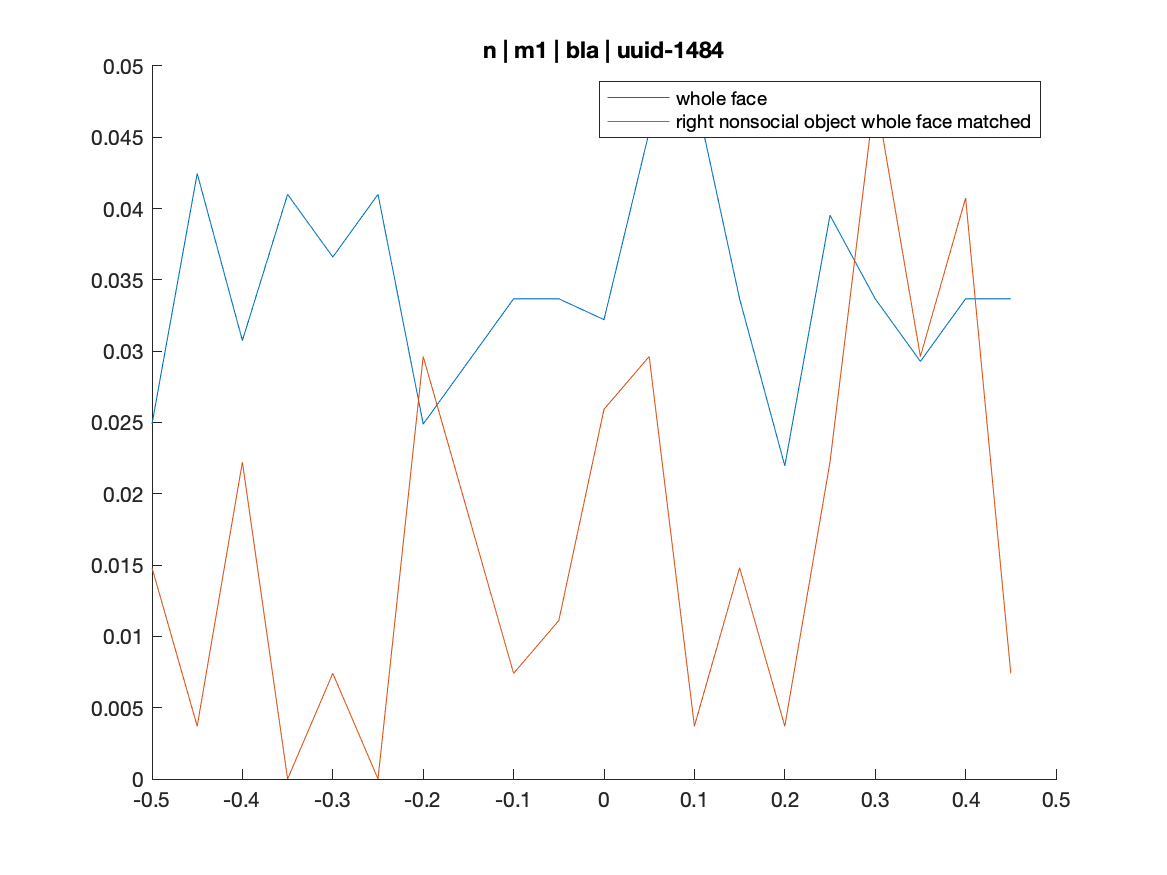 n | m1 | bla | uuid-1484
whole face
right nonsocial object whole face matched
0.05
0.045
0.04
0.035
0.03
0.025
0.02
0.015
0.01
0.005
0
-0.5 -0.4 -0.3 -0.2 -0.1 0 0.1 0.2 0.3 0.4 0.5